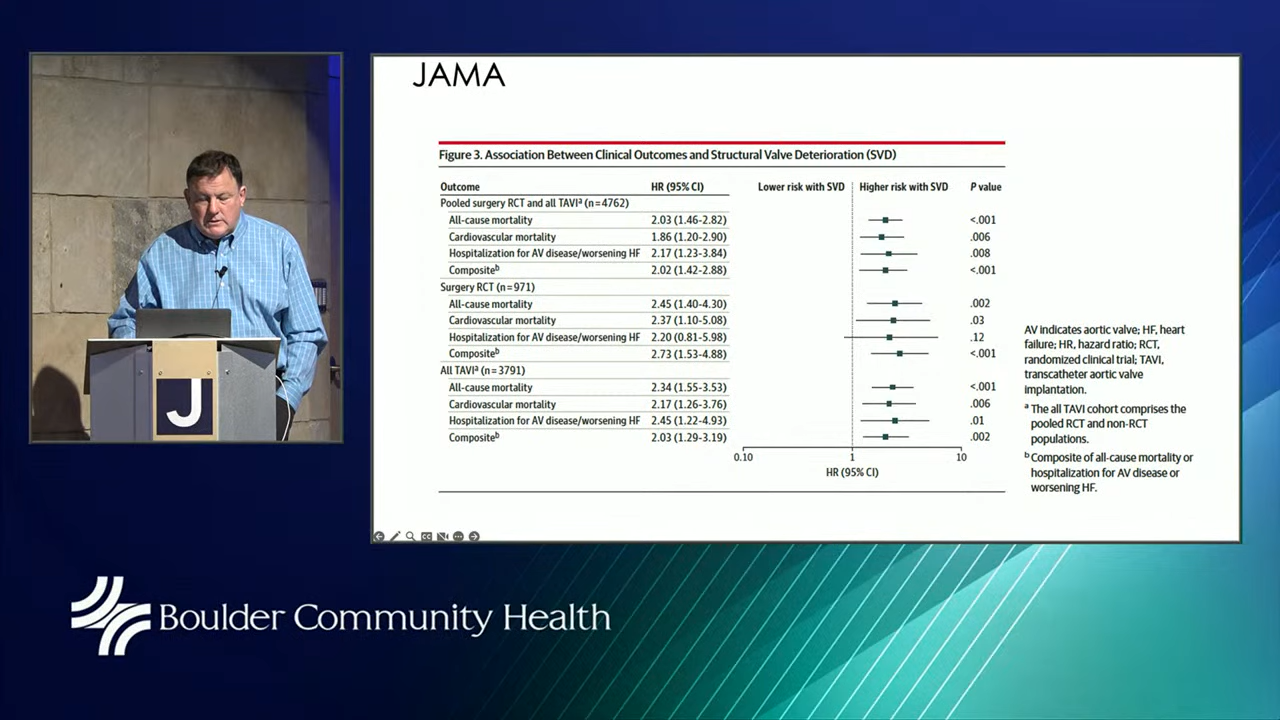 JAMA
Figure 3. Association Between Clinical Outcomes and Structural Valve Deterioration (SVD)
Outcome HR (95% CI) Lower risk with SVD Higher risk with SVD P value
Pooled surgery RCT and all TAVIᵃ (n=4762)
All-cause mortality 2.03 (1.46-2.82) <.001
Cardiovascular mortality 1.86 (1.20-2.90) .006
Hospitalization for AV disease/worsening HF 2.17 (1.23-3.84) .008
Compositeᵇ 2.02 (1.42-2.88) <.001
Surgery RCT (n=971)
All-cause mortality 2.45 (1.40-4.30) .002
Cardiovascular mortality 2.37 (1.10-5.08) .03
Hospitalization for AV disease/worsening HF 2.20 (0.81-5.98) .12
Compositeᵇ 2.73 (1.53-4.88) <.001
All TAVIᵃ (n=3791)
All-cause mortality 2.34 (1.55-3.53) <.001
Cardiovascular mortality 2.17 (1.26-3.76) .006
Hospitalization for AV disease/worsening HF 2.45 (1.22-4.93) .01
Compositeᵇ 2.03 (1.29-3.19) .002
0.10 1 10
HR (95% CI)
AV indicates aortic valve; HF, heart
failure; HR, hazard ratio; RCT,
randomized clinical trial; TAVI,
transcatheter aortic valve
implantation.
ᵃ The all TAVI cohort comprises the
pooled RCT and non-RCT
populations.
ᵇ Composite of all-cause mortality or
hospitalization for AV disease or
worsening HF.
J
Boulder Community Health